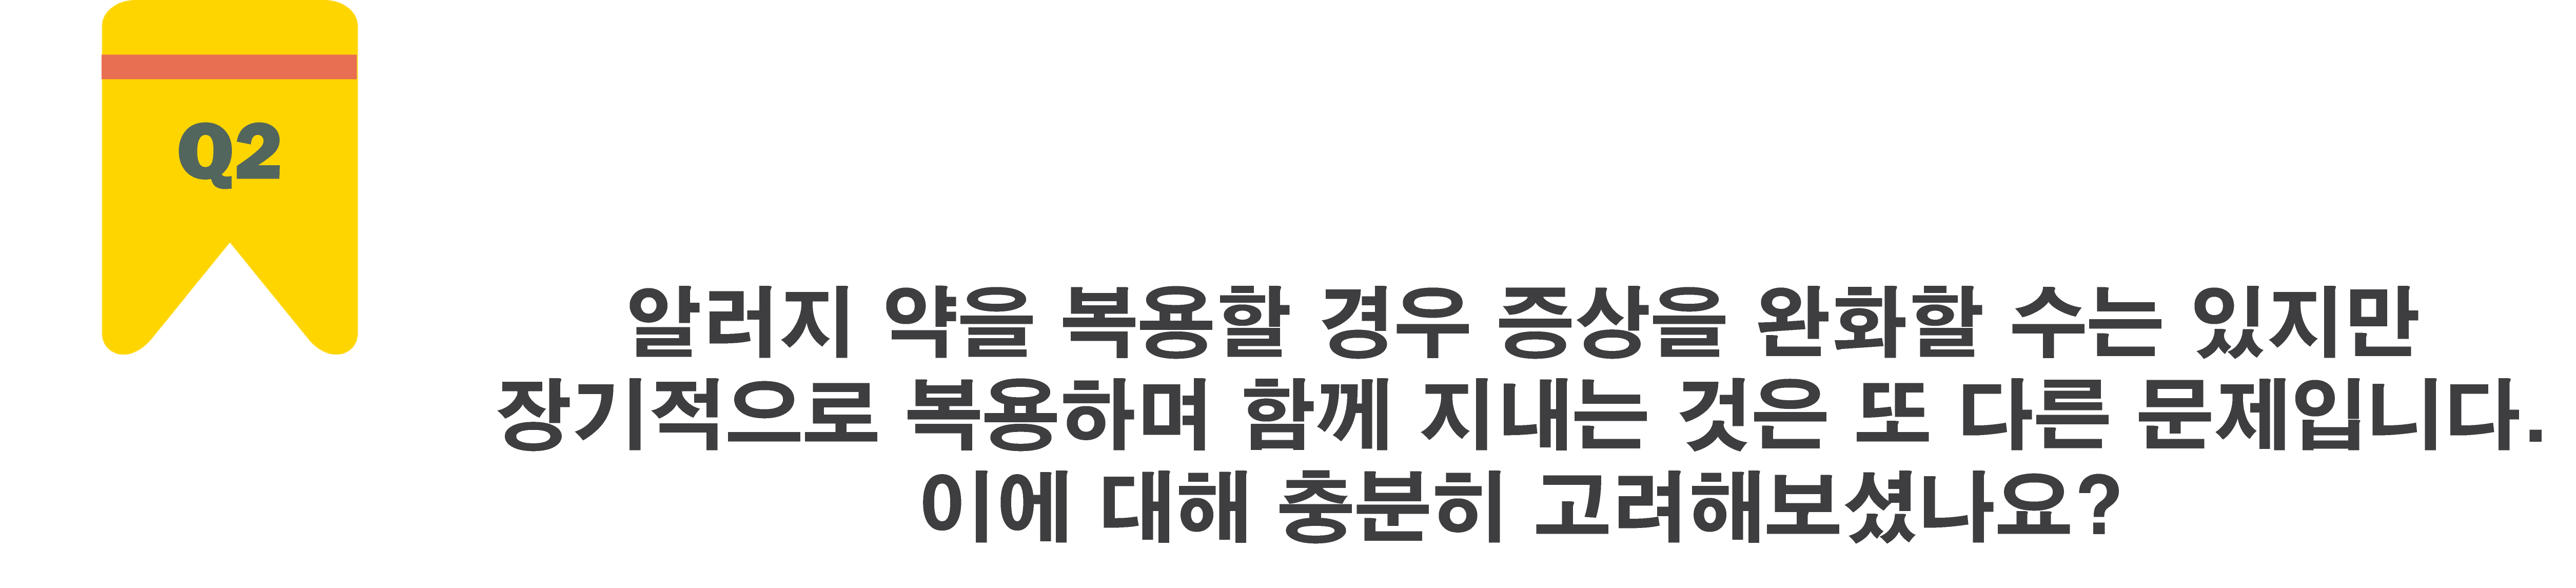 Q2
알러지 약을 복용할 경우 증상을 완화할 수는 있지만
장기적으로 복용하며 함께 지내는 것은 또 다른 문제입니다.
이에 대해 충분히 고려해보셨나요?